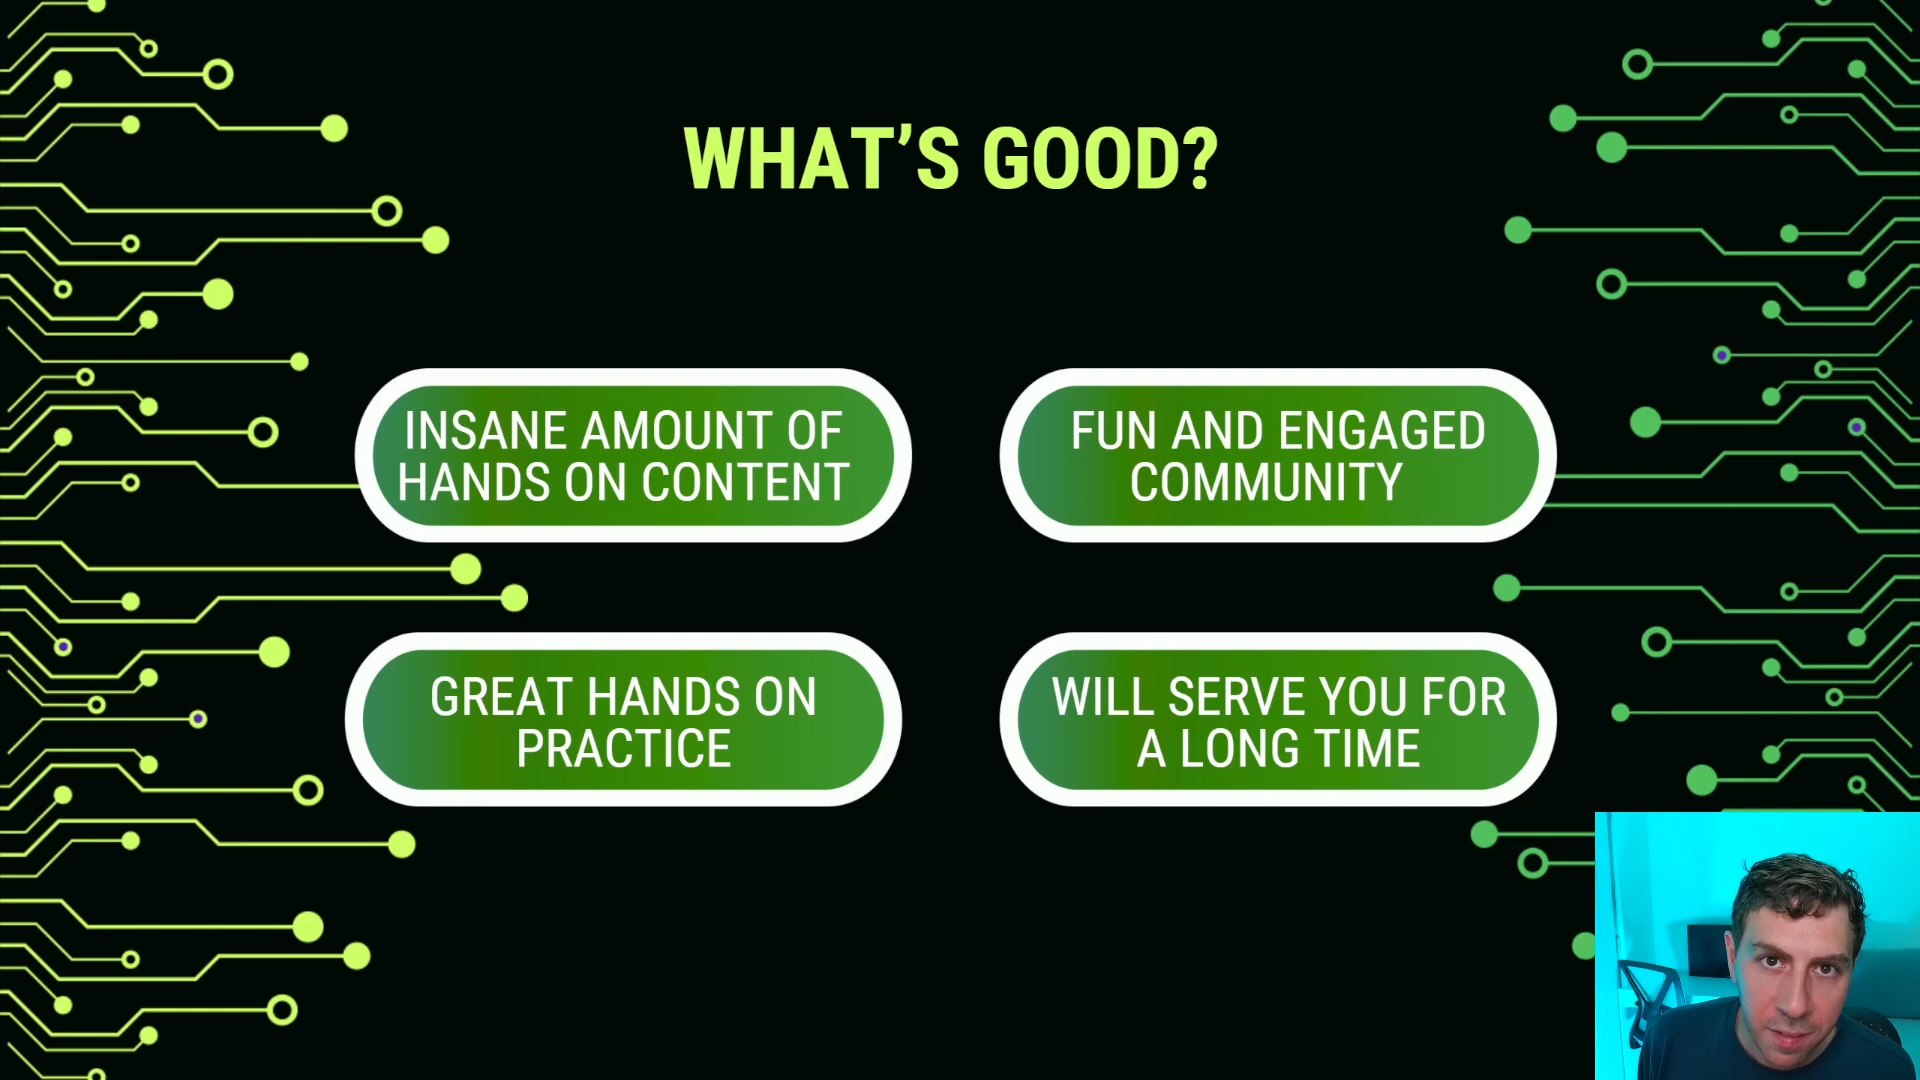 WHAT’S GOOD?
INSANE AMOUNT OF
HANDS ON CONTENT
FUN AND ENGAGED
COMMUNITY
GREAT HANDS ON
PRACTICE
WILL SERVE YOU FOR
A LONG TIME